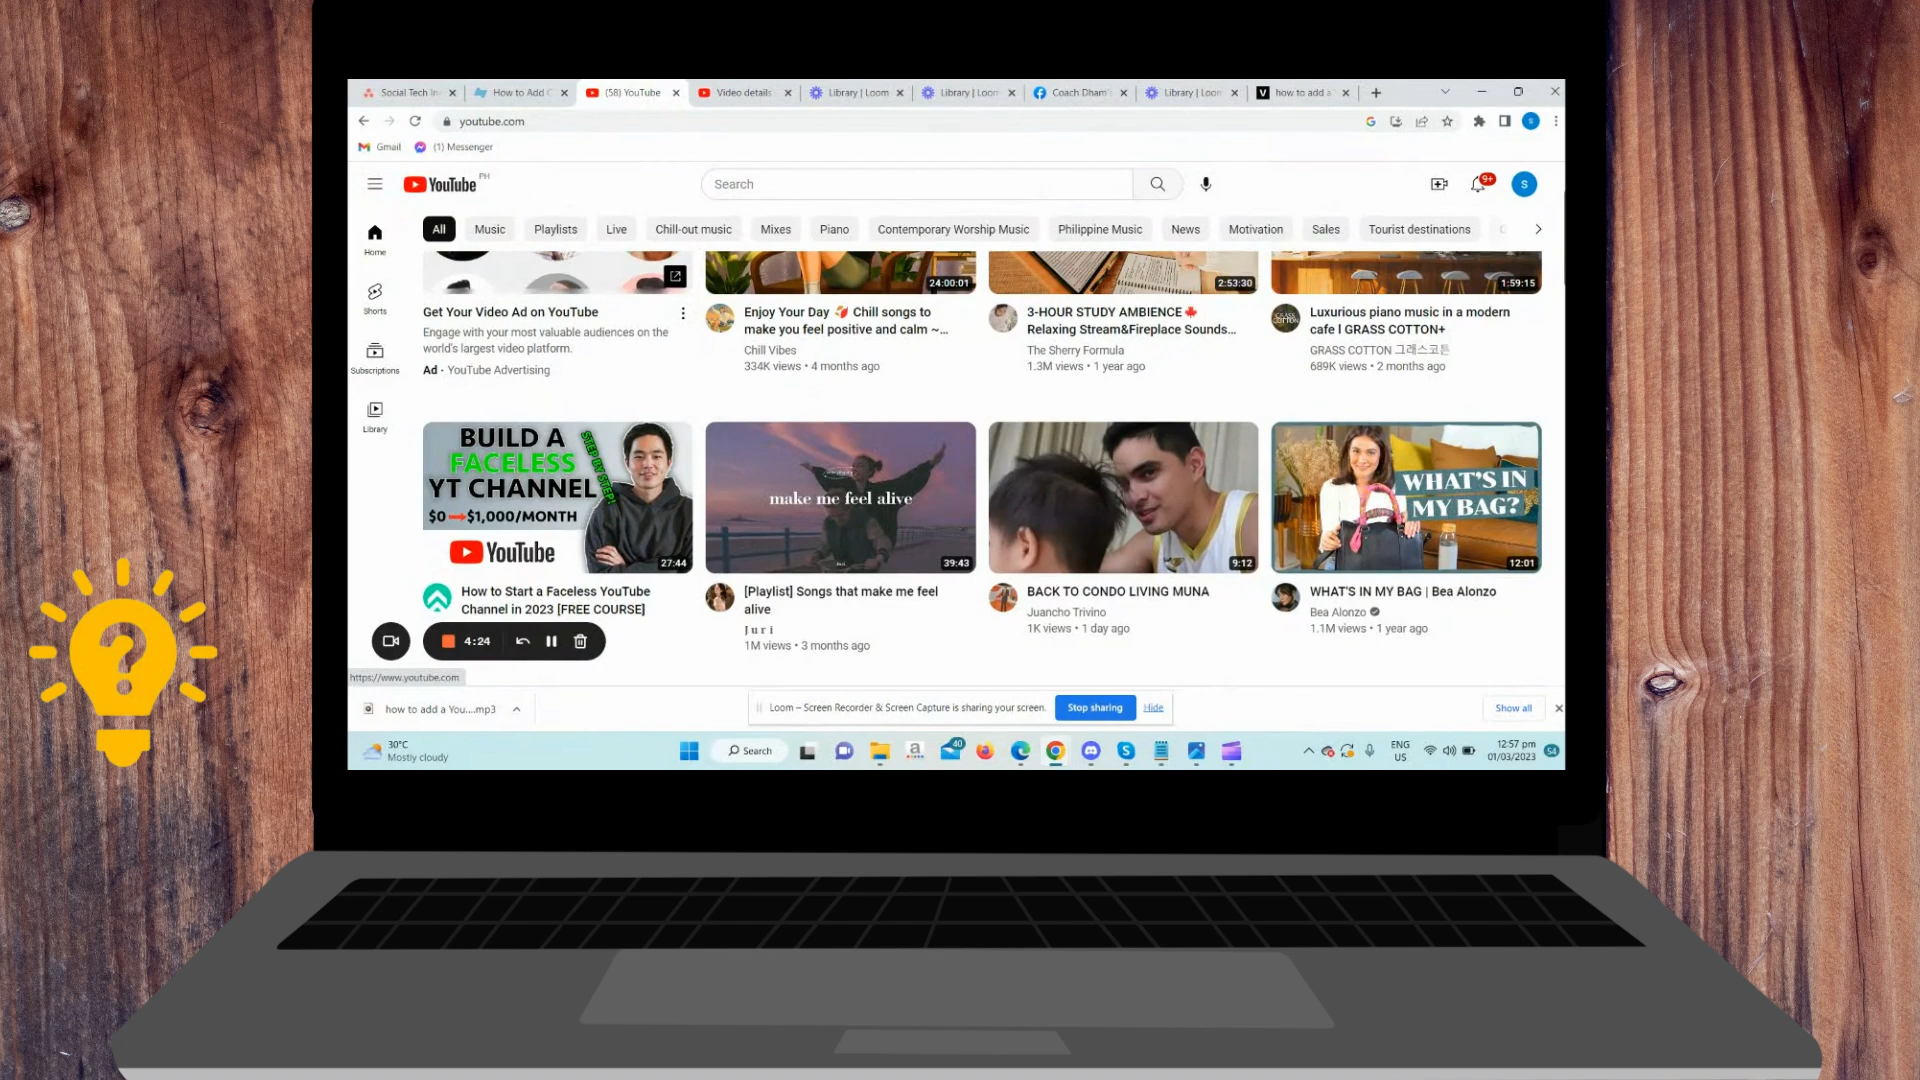 Social Tech In
How to Add C
(58) YouTube
Video details
Library | Loom
Library | Loom
Coach Dham's
Library | Loom
V
how to add a
youtube.com
Gmail
(1) Messenger
YouTube PH
Search
9+
S
All
Music
Playlists
Live
Chill-out music
Mixes
Piano
Contemporary Worship Music
Philippine Music
News
Motivation
Sales
Tourist destinations
Home
Shorts
Subscriptions
Library
Get Your Video Ad on YouTube
Engage with your most valuable audiences on the
world's largest video platform.
Ad · YouTube Advertising
24:00:01
Enjoy Your Day 🍂 Chill songs to
make you feel positive and calm ~...
Chill Vibes
334K views • 4 months ago
2:53:30
3-HOUR STUDY AMBIENCE 🍁
Relaxing Stream&Fireplace Sounds...
The Sherry Formula
1.3M views • 1 year ago
1:59:15
Luxurious piano music in a modern
cafe l GRASS COTTON+
GRASS COTTON 그래스코튼
689K views • 2 months ago
BUILD A
FACELESS
YT CHANNEL
STEP BY STEP!
$0 → $1,000/MONTH
YouTube
27:44
How to Start a Faceless YouTube
Channel in 2023 [FREE COURSE]
make me feel alive
39:43
[Playlist] Songs that make me feel
alive
J u r i
1M views • 3 months ago
9:12
BACK TO CONDO LIVING MUNA
Juancho Trivino
1K views • 1 day ago
WHAT'S IN
MY BAG?
12:01
WHAT'S IN MY BAG | Bea Alonzo
Bea Alonzo
1.1M views • 1 year ago
4:24
https://www.youtube.com
how to add a You....mp3
Loom – Screen Recorder & Screen Capture is sharing your screen.
Stop sharing
Hide
Show all
30°C
Mostly cloudy
Search
40
ENG
US
12:57 pm
01/03/2023
54